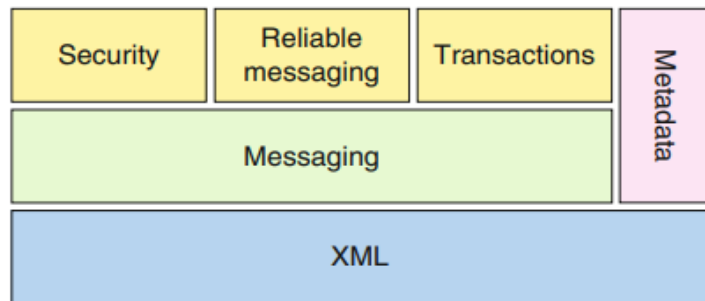 Security
Reliable
messaging
Transactions
Metadata
Messaging
XML